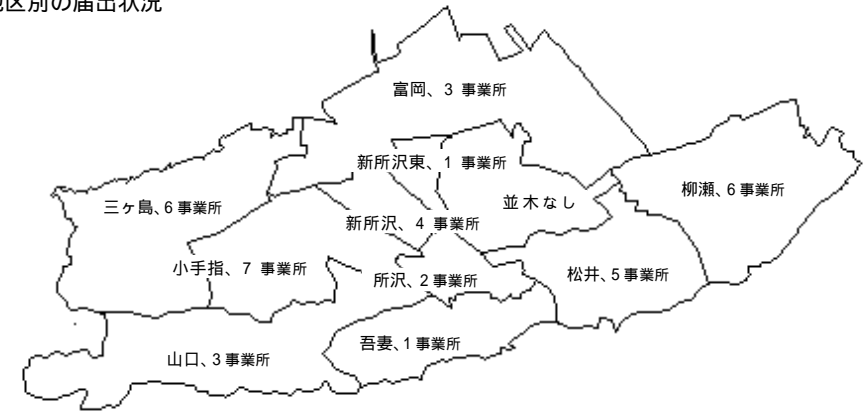 区別の届出状況
富岡、3 事業所
新所沢東、1 事業所
柳瀬、6 事業所
並木なし
三ヶ島、6 事業所
新所沢、4 事業所
小手指、7 事業所
所沢、2 事業所
松井、5 事業所
吾妻、1 事業所
山口、3 事業所